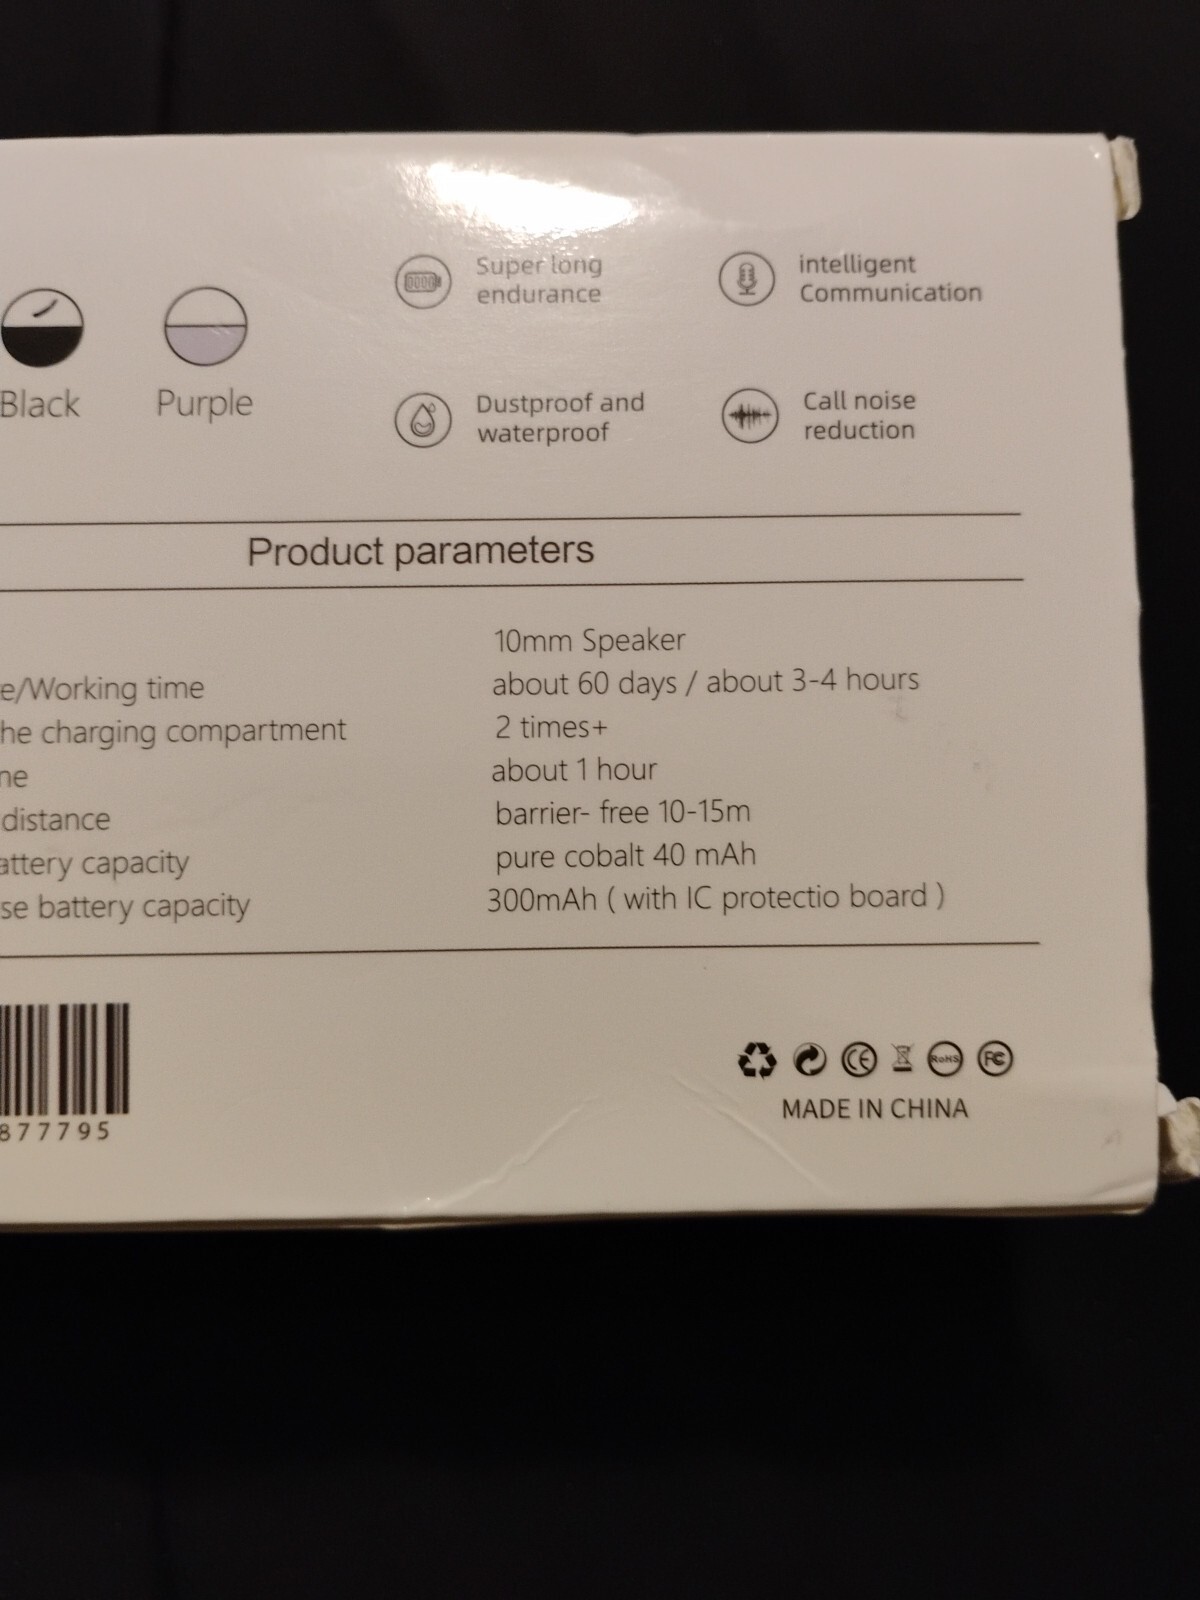 Super long
endurance
intelligent
Communication
Black
Purple
Dustproof and
waterproof
Call noise
reduction
Product parameters
10mm Speaker
e/Working time about 60 days / about 3-4 hours
he charging compartment 2 times+
ne about 1 hour
distance barrier- free 10-15m
attery capacity pure cobalt 40 mAh
se battery capacity 300mAh ( with IC protectio board )
877795
CE RoHS FC
MADE IN CHINA